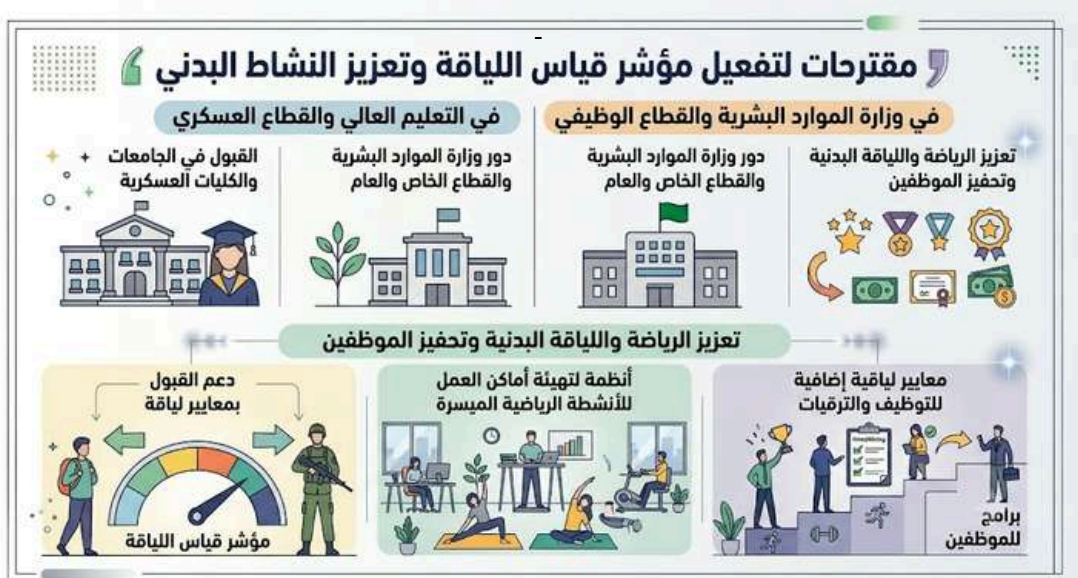 مقترحات لتفعيل مؤشر قياس اللياقة وتعزيز النشاط البدني
في وزارة الموارد البشرية والقطاع الوظيفي
في التعليم العالي والقطاع العسكري
تعزيز الرياضة واللياقة البدنية
وتحفيز الموظفين
دور وزارة الموارد البشرية
والقطاع الخاص والعام
دور وزارة الموارد البشرية
والقطاع الخاص والعام
القبول في الجامعات
والكليات العسكرية
تعزيز الرياضة واللياقة البدنية وتحفيز الموظفين
معايير لياقية إضافية
للتوظيف والترقيات
برامج
للموظفين
أنظمة لتهيئة أماكن العمل
للأنشطة الرياضية الميسرة
دعم القبول
بمعايير لياقة
مؤشر قياس اللياقة